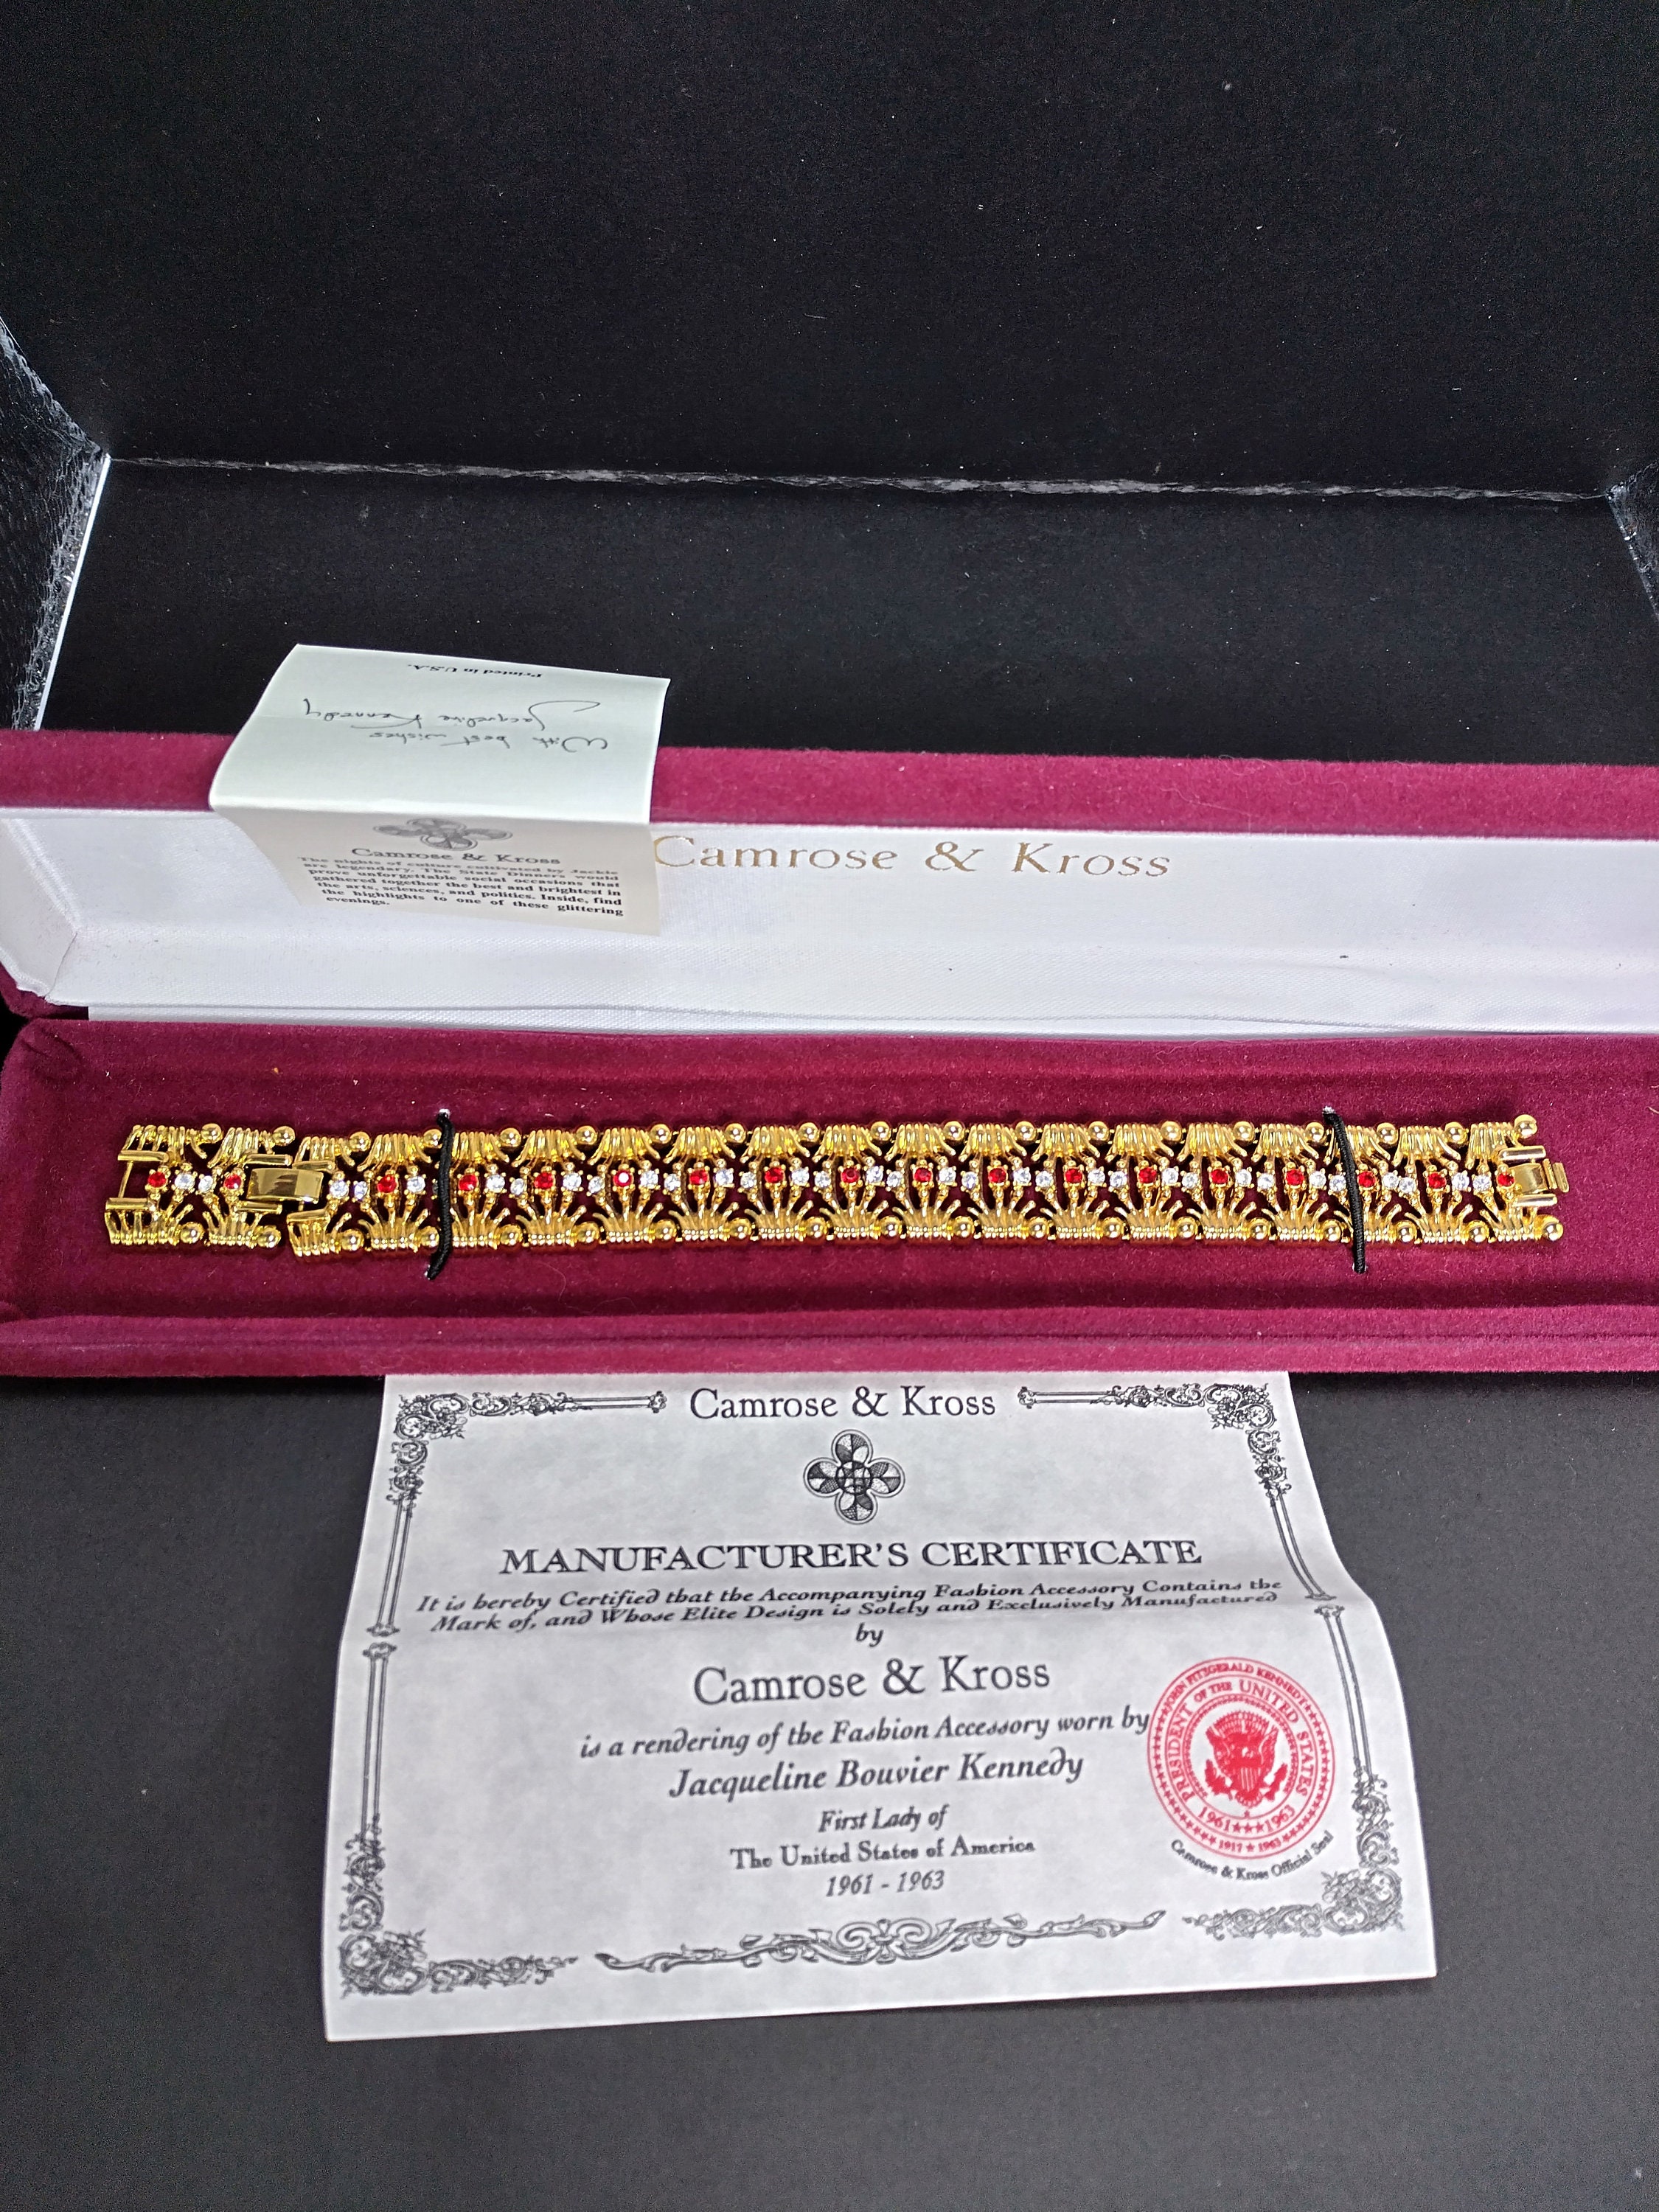 Printed in U.S.A.
With best wishes
Jacqueline Kennedy
Camrose & Kross
The nights of culture cultivated by Jackie
are legendary. The State Dinners would
prove unforgettable social occasions that
gathered together the best and brightest in
the arts, sciences, and politics. Inside, find
the highlights to one of these glittering
evenings.
Camrose & Kross
Camrose & Kross
MANUFACTURER'S CERTIFICATE
It is hereby Certified that the Accompanying Fashion Accessory Contains the
Mark of, and Whose Elite Design is Solely and Exclusively Manufactured
by
Camrose & Kross
is a rendering of the Fashion Accessory worn by
Jacqueline Bouvier Kennedy
First Lady of
The United States of America
1961 - 1963
JOHN FITZGERALD KENNEDY
PRESIDENT OF THE UNITED STATES
1961★★★1963
1917 ★ 1963
Camrose & Kross Official Seal